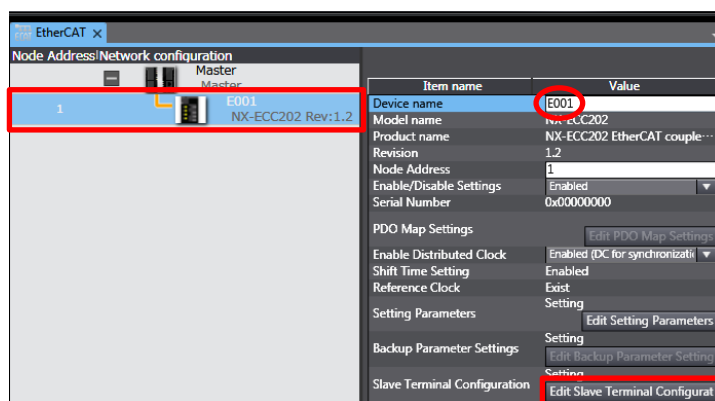 EtherCAT ×
Node Address Network configuration
Master
Master
1
E001
NX-ECC202 Rev:1.2
Item name Value
Device name E001
Model name NX-ECC202
Product name NX-ECC202 EtherCAT couple···
Revision 1.2
Node Address 1
Enable/Disable Settings Enabled
Serial Number 0x00000000
PDO Map Settings Edit PDO Map Settings
Enable Distributed Clock Enabled (DC for synchronizati
Shift Time Setting Enabled
Reference Clock Exist
Setting Parameters Setting
Edit Setting Parameters
Backup Parameter Settings Setting
Edit Backup Parameter Setting
Slave Terminal Configuration Setting
Edit Slave Terminal Configurat